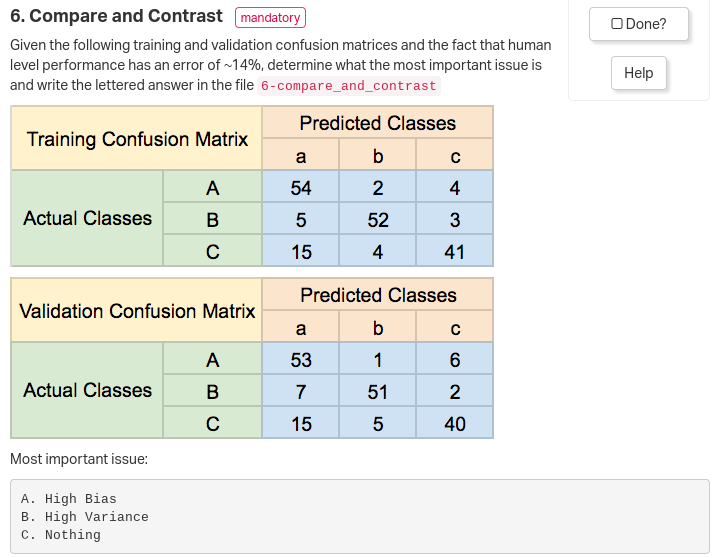 6. Compare and Contrast mandatory
Done?
Help
Given the following training and validation confusion matrices and the fact that human
level performance has an error of ~14%, determine what the most important issue is
and write the lettered answer in the file 6-compare_and_contrast
Training Confusion Matrix Predicted Classes
a b c
Actual Classes
A 54 2 4
B 5 52 3
C 15 4 41
Validation Confusion Matrix Predicted Classes
a b c
Actual Classes
A 53 1 6
B 7 51 2
C 15 5 40
Most important issue:
A. High Bias
B. High Variance
C. Nothing